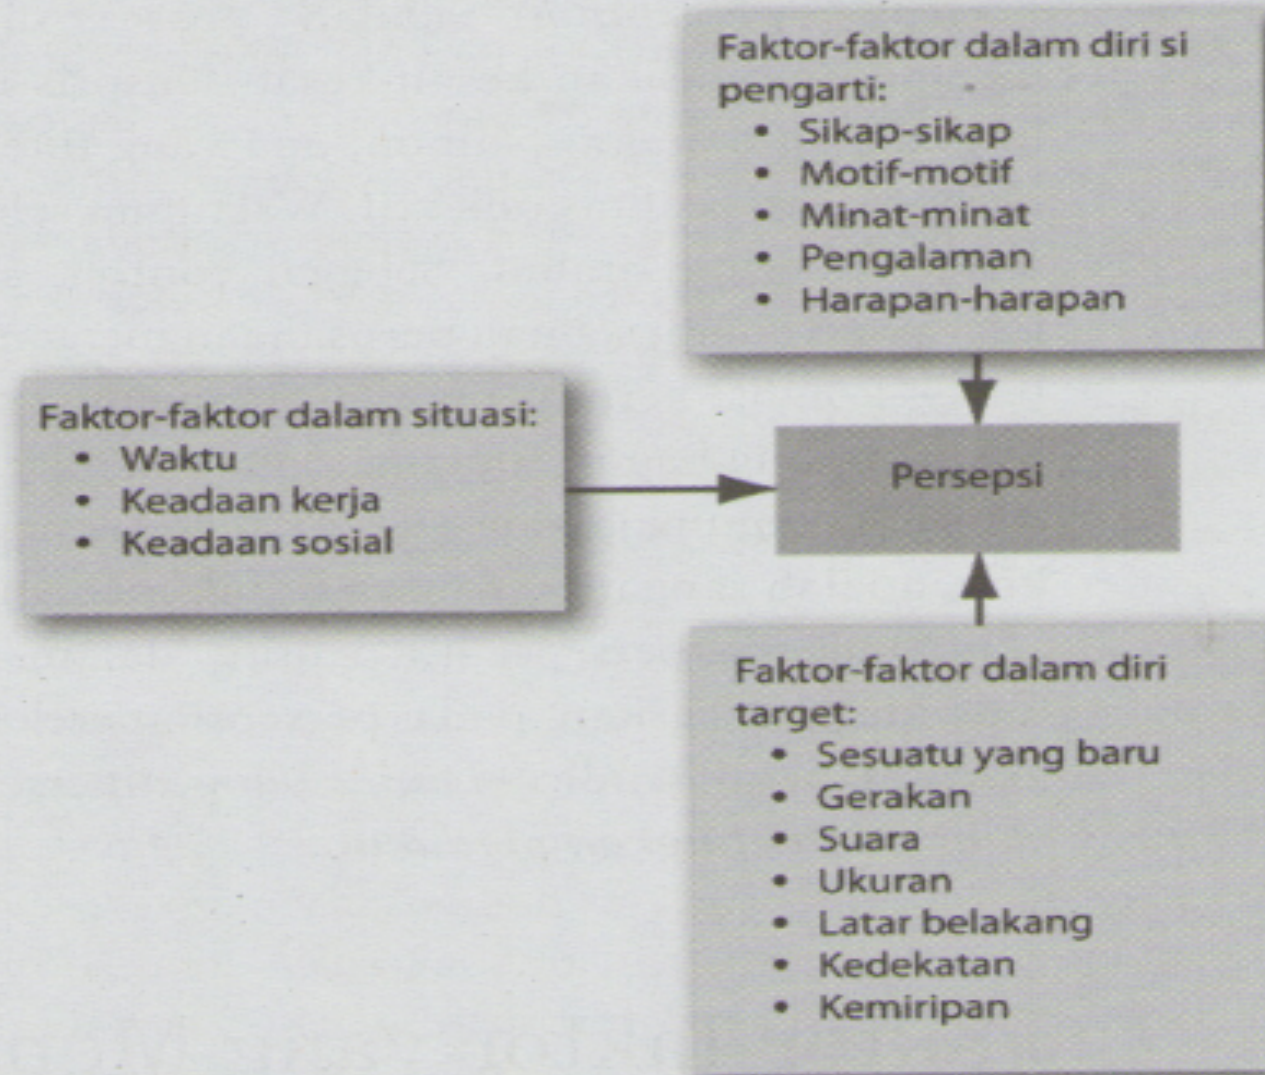 Faktor-faktor dalam diri si
pengarti:
• Sikap-sikap
• Motif-motif
• Minat-minat
• Pengalaman
• Harapan-harapan
Faktor-faktor dalam situasi:
• Waktu
• Keadaan kerja
• Keadaan sosial
Persepsi
Faktor-faktor dalam diri
target:
• Sesuatu yang baru
• Gerakan
• Suara
• Ukuran
• Latar belakang
• Kedekatan
• Kemiripan